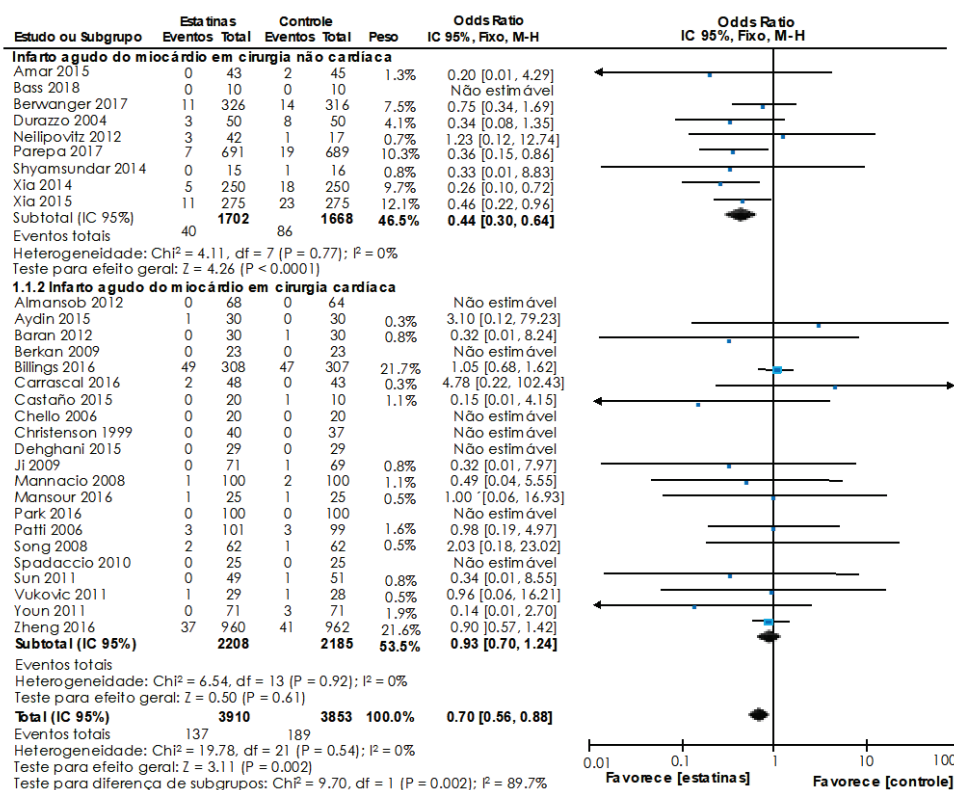 Estatinas Controle Odds Ratio Odds Ratio
Estudo ou Subgrupo Eventos Total Eventos Total Peso IC 95%, Fixo, M-H IC 95%, Fixo, M-H
Infarto agudo do miocárdio em cirurgia não cardíaca
Amar 2015 0 43 2 45 1.3% 0.20 [0.01, 4.29]
Bass 2018 0 10 0 10 Não estimável
Berwanger 2017 11 326 14 316 7.5% 0.75 [0.34, 1.69]
Durazzo 2004 3 50 8 50 4.1% 0.34 [0.08, 1.35]
Neilipovitz 2012 3 42 1 17 0.7% 1.23 [0.12, 12.74]
Parepa 2017 7 691 19 689 10.3% 0.36 [0.15, 0.86]
Shyamsundar 2014 0 15 1 16 0.8% 0.33 [0.01, 8.83]
Xia 2014 5 250 18 250 9.7% 0.26 [0.10, 0.72]
Xia 2015 11 275 23 275 12.1% 0.46 [0.22, 0.96]
Subtotal (IC 95%) 1702 1668 46.5% 0.44 [0.30, 0.64]
Eventos totais 40 86
Heterogeneidade: Chi² = 4.11, df = 7 (P = 0.77); I² = 0%
Teste para efeito geral: Z = 4.26 (P < 0.0001)
1.1.2 Infarto agudo do miocárdio em cirurgia cardíaca
Almansob 2012 0 68 0 64 Não estimável
Aydin 2015 1 30 0 30 0.3% 3.10 [0.12, 79.23]
Baran 2012 0 30 1 30 0.8% 0.32 [0.01, 8.24]
Berkan 2009 0 23 0 23 Não estimável
Billings 2016 49 308 47 307 21.7% 1.05 [0.68, 1.62]
Carrascal 2016 2 48 0 43 0.3% 4.78 [0.22, 102.43]
Castaño 2015 0 20 1 10 1.1% 0.15 [0.01, 4.15]
Chello 2006 0 20 0 20 Não estimável
Christenson 1999 0 40 0 37 Não estimável
Dehghani 2015 0 29 0 29 Não estimável
Ji 2009 0 71 1 69 0.8% 0.32 [0.01, 7.97]
Mannacio 2008 1 100 2 100 1.1% 0.49 [0.04, 5.55]
Mansour 2016 1 25 1 25 0.5% 1.00 ´[0.06, 16.93]
Park 2016 0 100 0 100 Não estimável
Patti 2006 3 101 3 99 1.6% 0.98 [0.19, 4.97]
Song 2008 2 62 1 62 0.5% 2.03 [0.18, 23.02]
Spadaccio 2010 0 25 0 25 Não estimável
Sun 2011 0 49 1 51 0.8% 0.34 [0.01, 8.55]
Vukovic 2011 1 29 1 28 0.5% 0.96 [0.06, 16.21]
Youn 2011 0 71 3 71 1.9% 0.14 [0.01, 2.70]
Zheng 2016 37 960 41 962 21.6% 0.90 [0.57, 1.42]
Subtotal (IC 95%) 2208 2185 53.5% 0.93 [0.70, 1.24]
Eventos totais
Heterogeneidade: Chi² = 6.54, df = 13 (P = 0.92); I² = 0%
Teste para efeito geral: Z = 0.50 (P = 0.61)
Total (IC 95%) 3910 3853 100.0% 0.70 [0.56, 0.88]
Eventos totais 137 189
Heterogeneidade: Chi² = 19.78, df = 21 (P = 0.54); I² = 0%
Teste para efeito geral: Z = 3.11 (P = 0.002)
Teste para diferença de subgrupos: Chi² = 9.70, df = 1 (P = 0.002); I² = 89.7%
0.01 0.1 1 10 100
Favorece [estatinas] Favorece [controle]